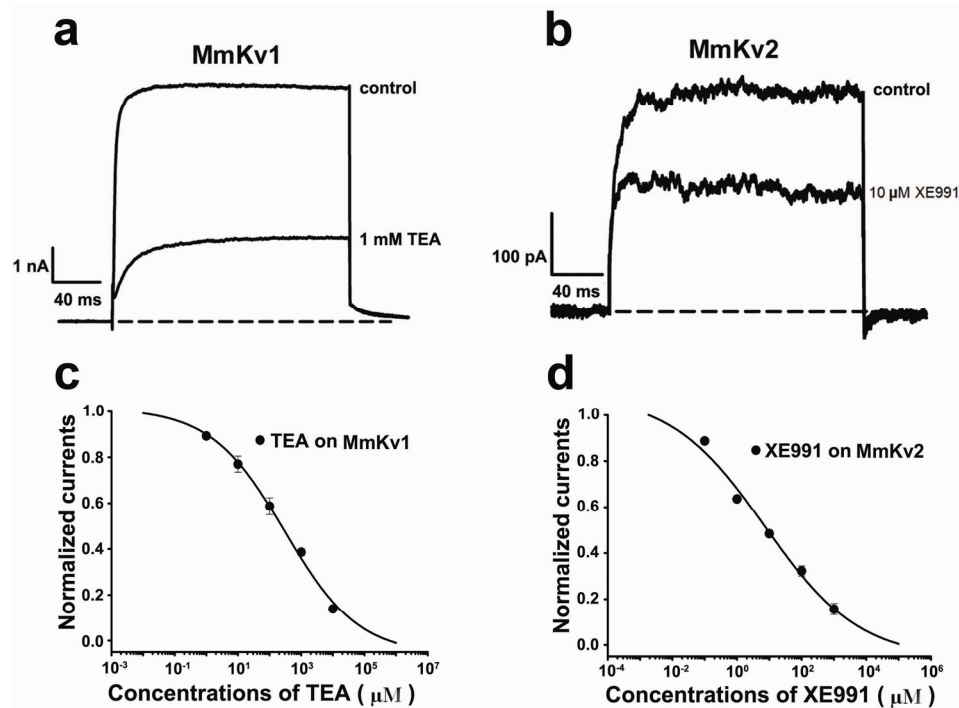 a
MmKv1
control
1 mM TEA
1 nA
40 ms
b
MmKv2
control
10 µM XE991
100 pA
40 ms
c
Normalized currents
1.0
0.8
0.6
0.4
0.2
0.0
TEA on MmKv1
10⁻³ 10⁻¹ 10¹ 10³ 10⁵ 10⁷
Concentrations of TEA ( µM )
d
Normalized currents
1.0
0.8
0.6
0.4
0.2
0.0
XE991 on MmKv2
10⁻⁴ 10⁻² 10⁰ 10² 10⁴ 10⁶
Concentrations of XE991 ( µM )